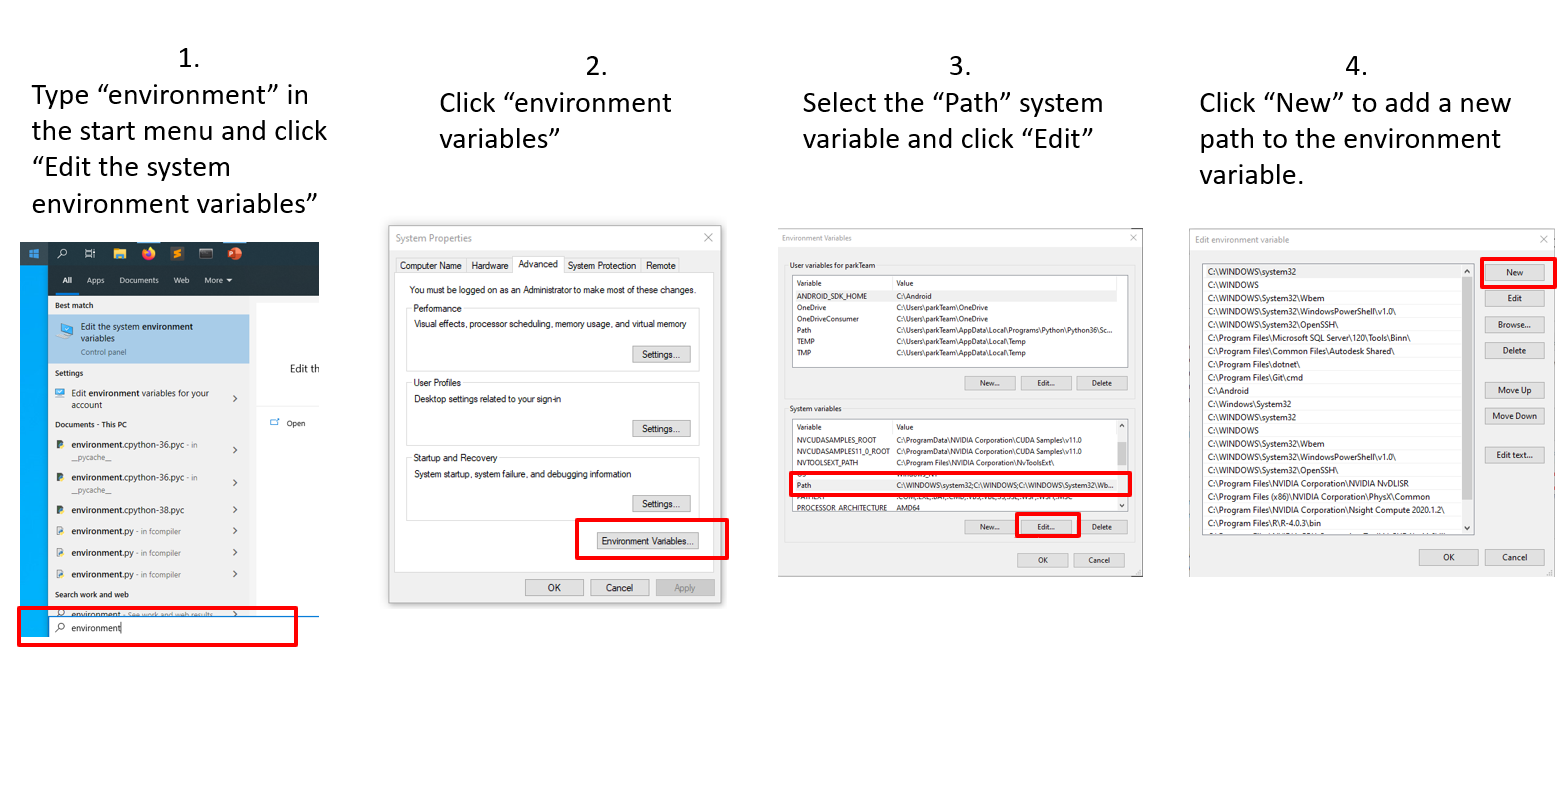 1.
Type “environment” in
the start menu and click
“Edit the system
environment variables”
All Apps Documents Web More
Best match
Edit the system environment
variables
Control panel
Settings
Edit environment variables for your
account
Documents - This PC
environment.cpython-36.pyc - in
__pycache__
environment.cpython-36.pyc - in
__pycache__
environment.cpython-38.pyc
environment.py - in fcompiler
environment.py - in fcompiler
environment.py - in fcompiler
Search work and web
environment - See work and web results
environment
Edit th
Open
2.
Click “environment
variables”
System Properties
Computer Name Hardware Advanced System Protection Remote
You must be logged on as an Administrator to make most of these changes.
Performance
Visual effects, processor scheduling, memory usage, and virtual memory
Settings...
User Profiles
Desktop settings related to your sign-in
Settings...
Startup and Recovery
System startup, system failure, and debugging information
Settings...
Environment Variables...
OK Cancel Apply
3.
Select the “Path” system
variable and click “Edit”
Environment Variables
User variables for parkTeam
Variable Value
ANDROID_SDK_HOME C:\Android
OneDrive C:\Users\parkTeam\OneDrive
OneDriveConsumer C:\Users\parkTeam\OneDrive
Path C:\Users\parkTeam\AppData\Local\Programs\Python\Python36\Sc...
TEMP C:\Users\parkTeam\AppData\Local\Temp
TMP C:\Users\parkTeam\AppData\Local\Temp
New... Edit... Delete
System variables
Variable Value
NVCUDASAMPLES_ROOT C:\ProgramData\NVIDIA Corporation\CUDA Samples\v11.0
NVCUDASAMPLES11_0_ROOT C:\ProgramData\NVIDIA Corporation\CUDA Samples\v11.0
NVTOOLSEXT_PATH C:\Program Files\NVIDIA Corporation\NvToolsExt\
Path C:\WINDOWS\system32;C:\WINDOWS;C:\WINDOWS\System32\Wb...
PROCESSOR_ARCHITECTURE AMD64
New... Edit... Delete
OK Cancel
4.
Click “New” to add a new
path to the environment
variable.
Edit environment variable
C:\WINDOWS\system32
C:\WINDOWS
C:\WINDOWS\System32\Wbem
C:\WINDOWS\System32\WindowsPowerShell\v1.0\
C:\WINDOWS\System32\OpenSSH\
C:\Program Files\Microsoft SQL Server\120\Tools\Binn\
C:\Program Files\Common Files\Autodesk Shared\
C:\Program Files\dotnet\
C:\Program Files\Git\cmd
C:\Android
C:\Windows\System32
C:\WINDOWS\system32
C:\WINDOWS
C:\WINDOWS\System32\Wbem
C:\WINDOWS\System32\WindowsPowerShell\v1.0\
C:\WINDOWS\System32\OpenSSH\
C:\Program Files\NVIDIA Corporation\NVIDIA NvDLISR
C:\Program Files (x86)\NVIDIA Corporation\PhysX\Common
C:\Program Files\NVIDIA Corporation\Nsight Compute 2020.1.2\
C:\Program Files\R\R-4.0.3\bin
New
Edit
Browse...
Delete
Move Up
Move Down
Edit text...
OK Cancel